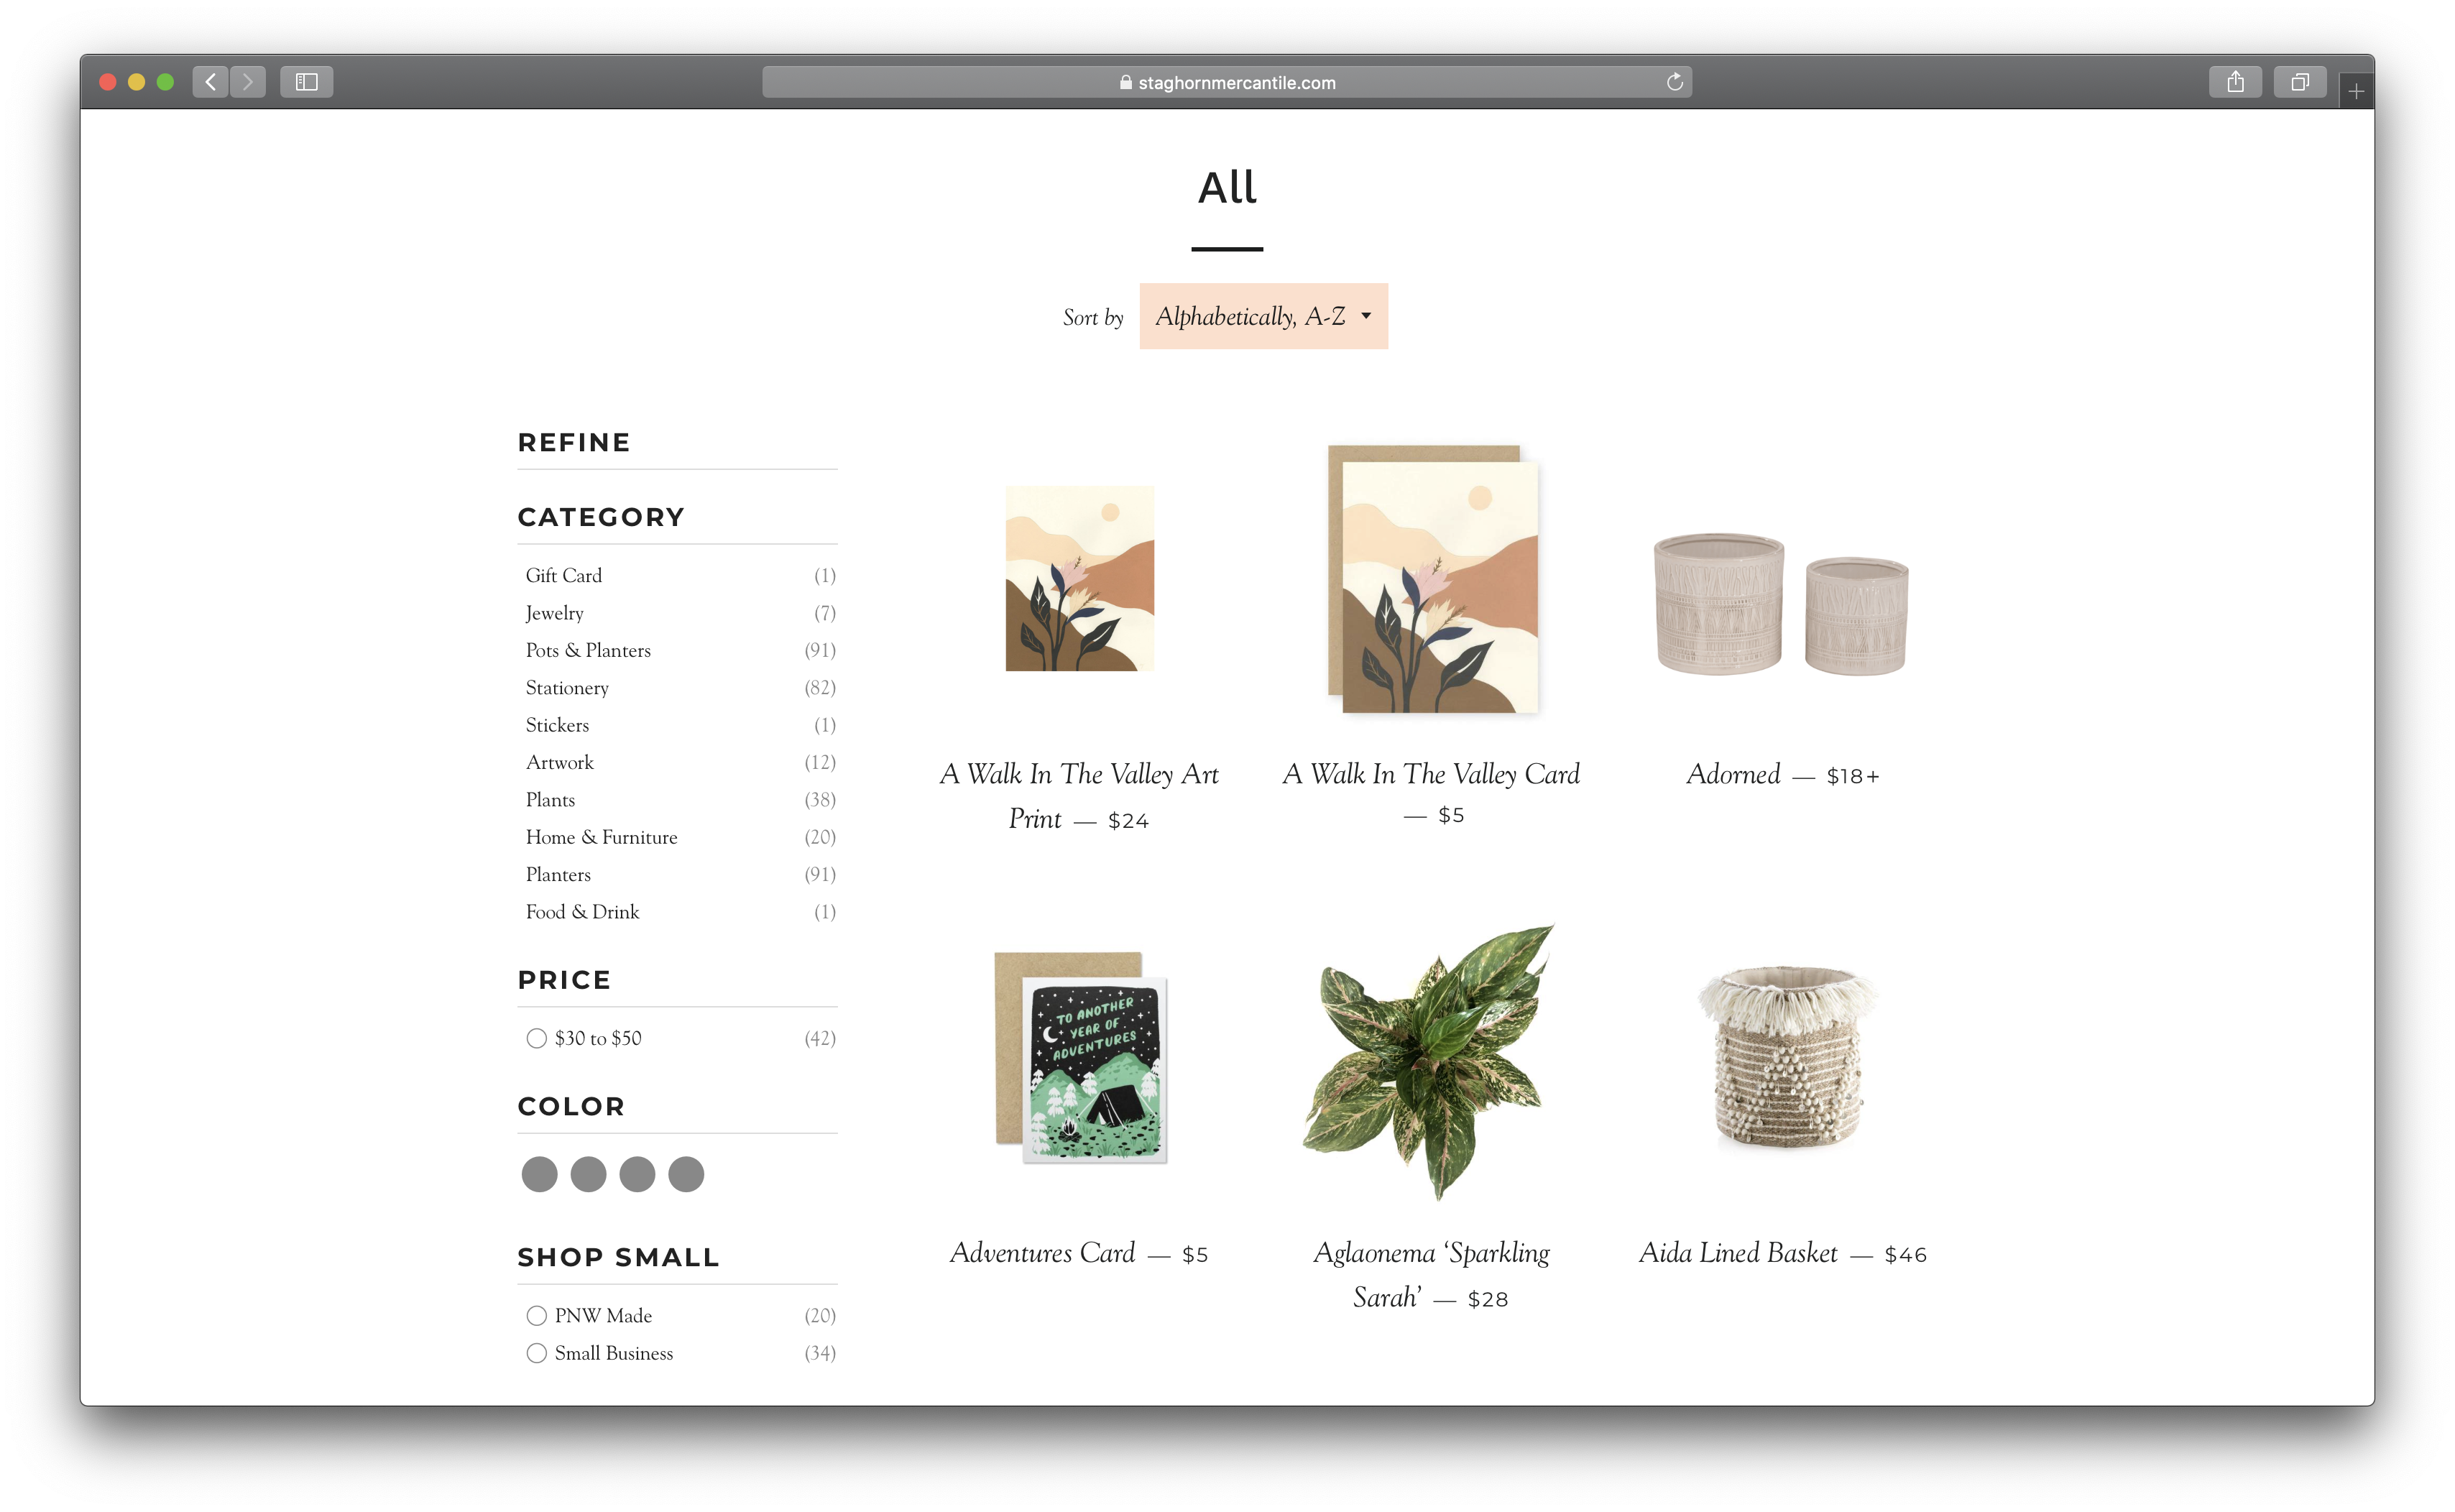 staghornmercantile.com
All
Sort by Alphabetically, A-Z
REFINE
CATEGORY
Gift Card (1)
Jewelry (7)
Pots & Planters (91)
Stationery (82)
Stickers (1)
Artwork (12)
Plants (38)
Home & Furniture (20)
Planters (91)
Food & Drink (1)
PRICE
$30 to $50 (42)
COLOR
SHOP SMALL
PNW Made (20)
Small Business (34)
A Walk In The Valley Art
Print — $24
A Walk In The Valley Card
— $5
Adorned — $18+
TO ANOTHER
YEAR OF
ADVENTURES
Adventures Card — $5
Aglaonema ‘Sparkling
Sarah’ — $28
Aida Lined Basket — $46